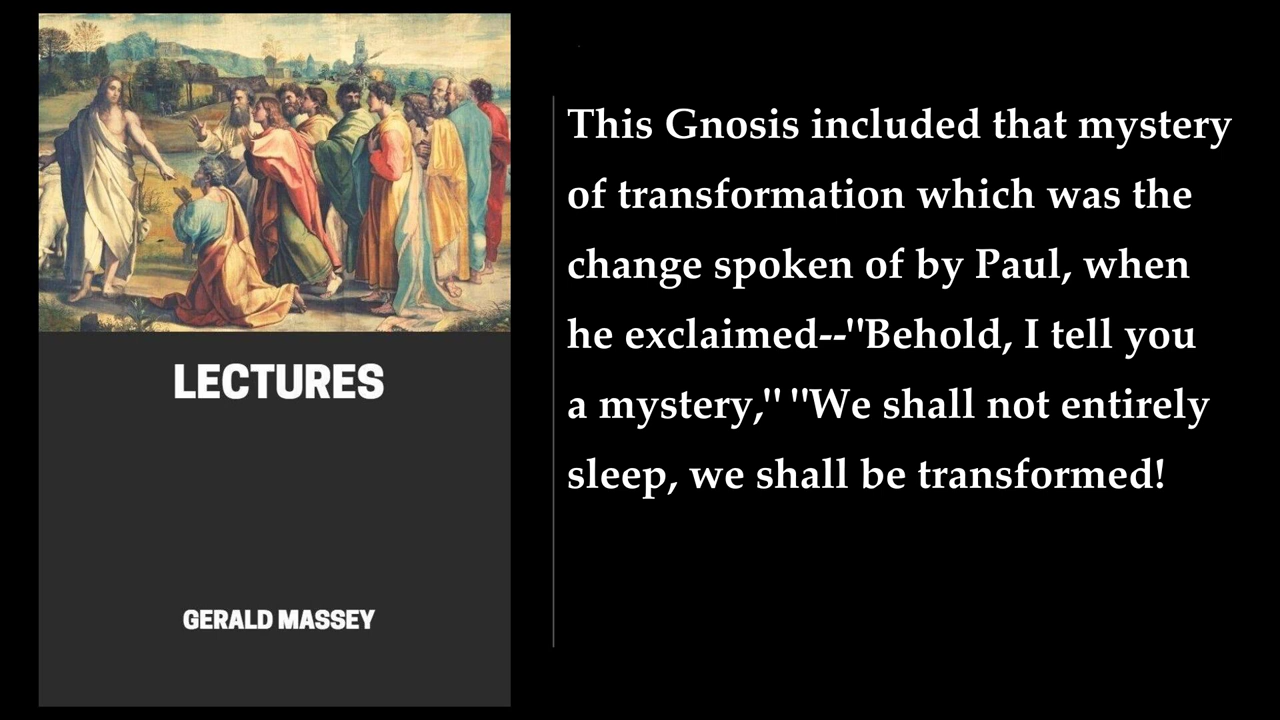 LECTURES
GERALD MASSEY
This Gnosis included that mystery
of transformation which was the
change spoken of by Paul, when
he exclaimed--"Behold, I tell you
a mystery," "We shall not entirely
sleep, we shall be transformed!